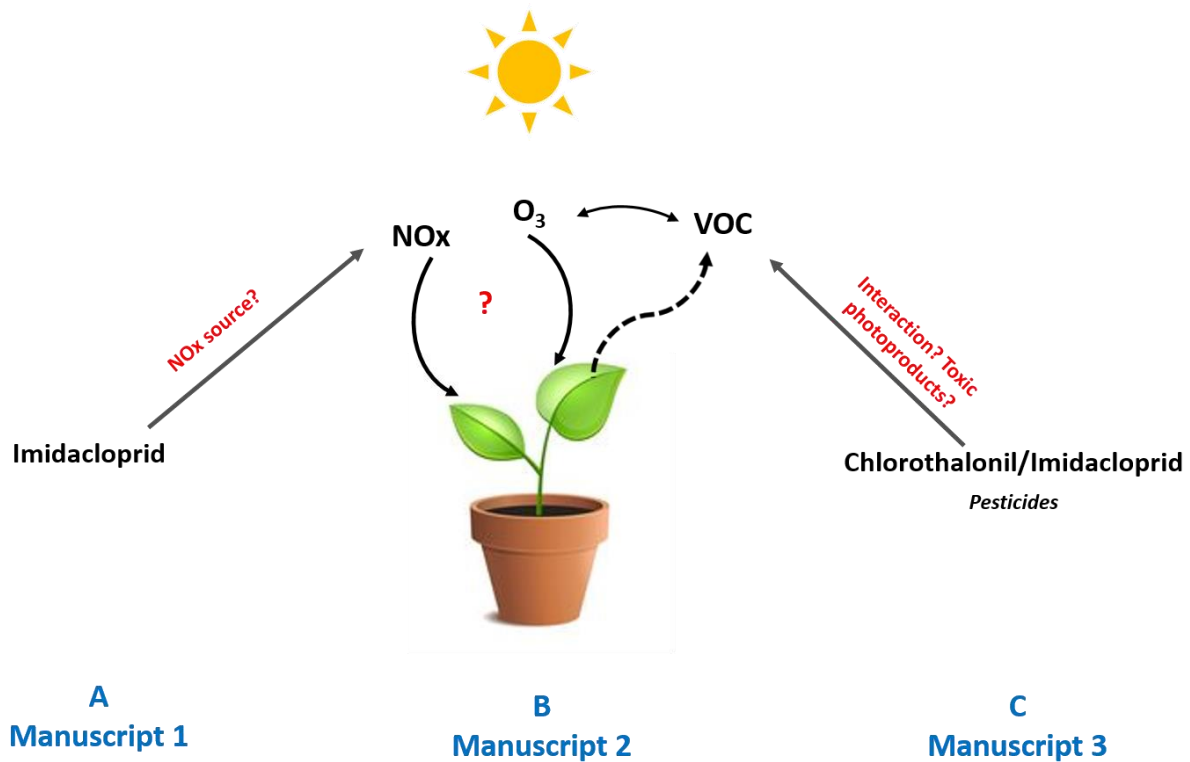 O3
NOx
VOC
?
NOx source?
Interaction? Toxic
photoproducts?
Imidacloprid
Chlorothalonil/Imidacloprid
Pesticides
A
Manuscript 1
B
Manuscript 2
C
Manuscript 3